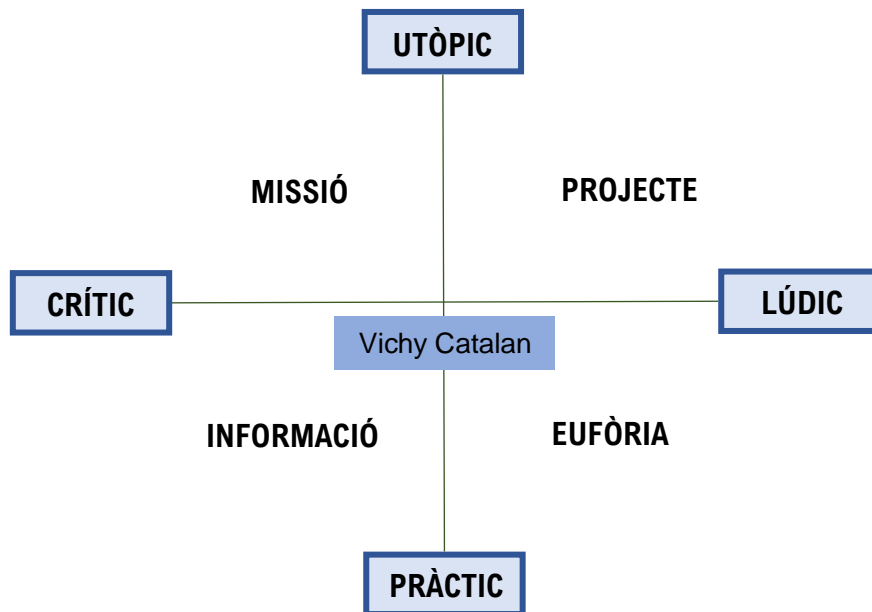 UTÒPIC
MISSIÓ
PROJECTE
CRÍTIC
LÚDIC
Vichy Catalan
INFORMACIÓ
EUFÒRIA
PRÀCTIC